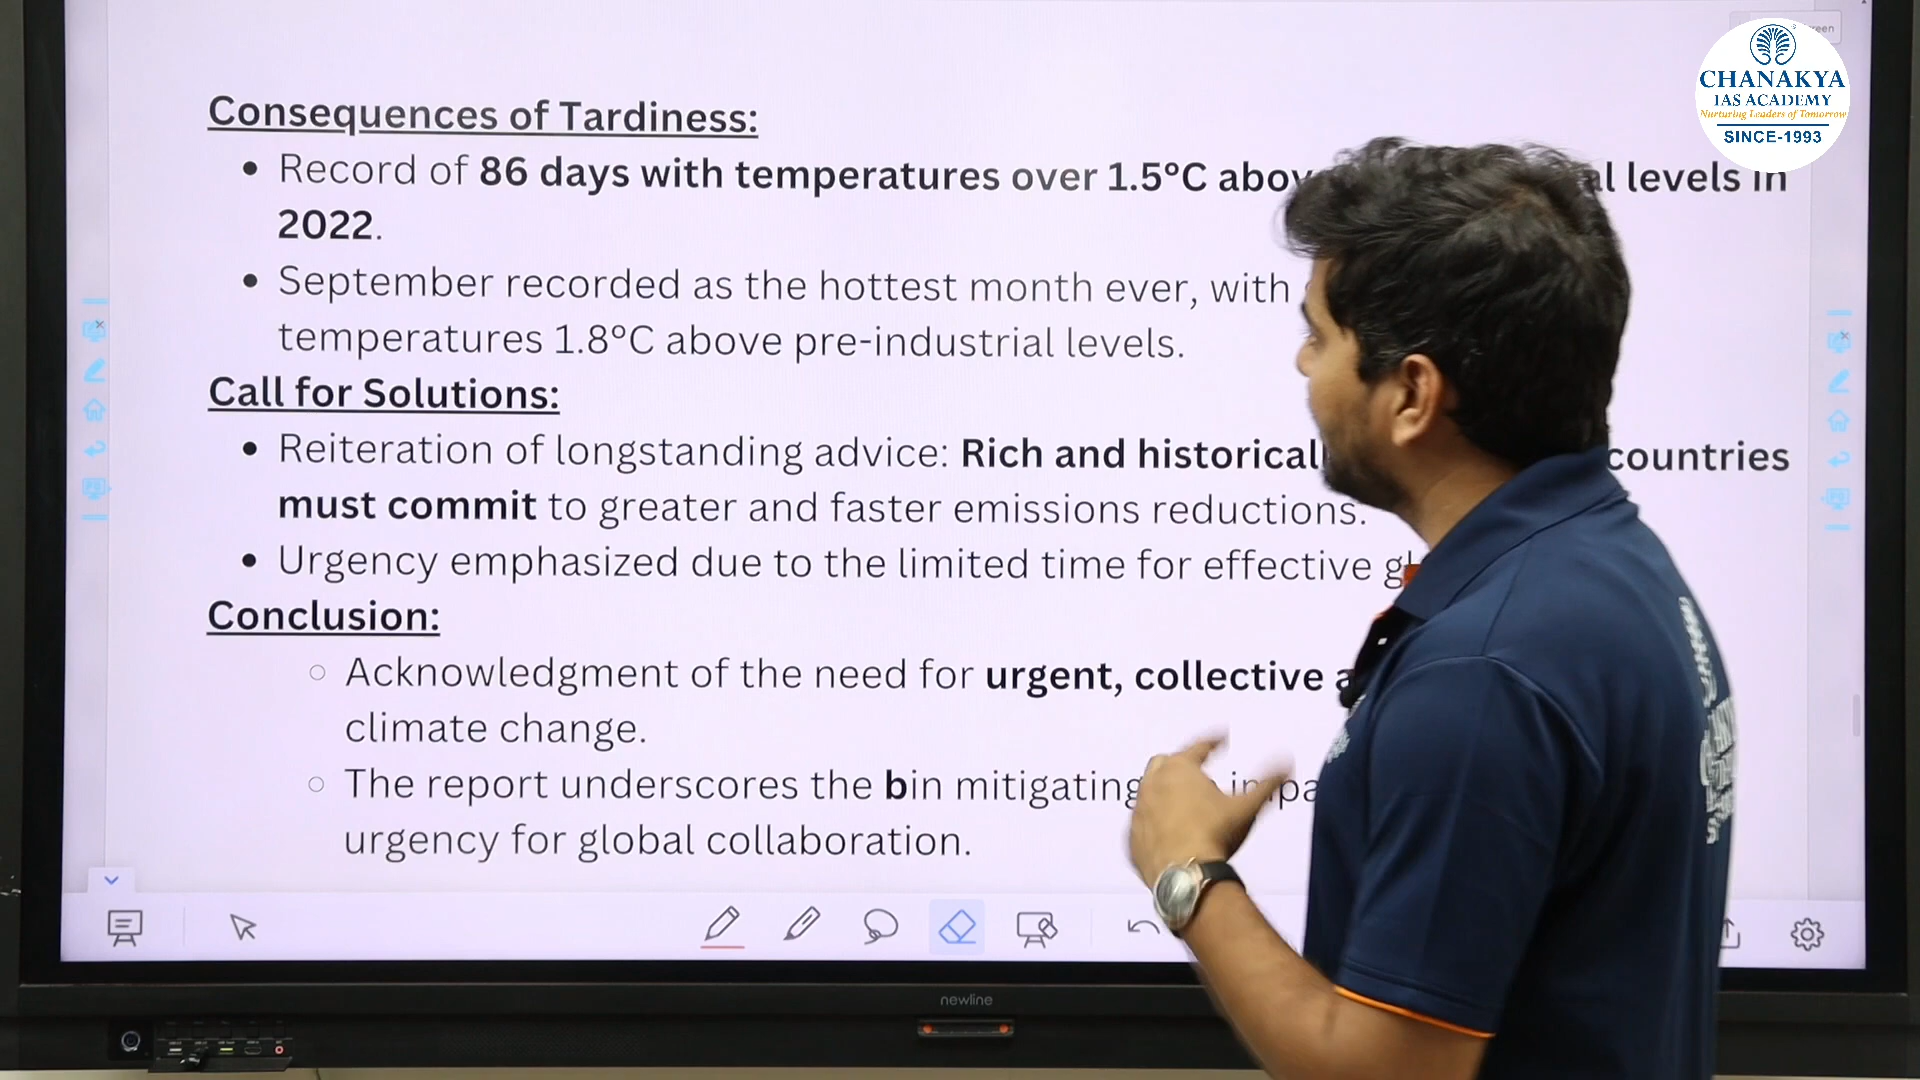 CHANAKYA
IAS ACADEMY
Nurturing Leaders of Tomorrow
SINCE-1993
Consequences of Tardiness:
Record of 86 days with temperatures over 1.5°C levels in
2022.
September recorded as the hottest month ever, with
temperatures 1.8°C above pre-industrial levels.
Call for Solutions:
Reiteration of longstanding advice: Rich and countries
must commit to greater and faster emissions reductions.
Urgency emphasized due to the limited time for effective
Conclusion:
Acknowledgment of the need for urgent, collective
climate change.
The report underscores the bin mitigating
urgency for global collaboration.
newline